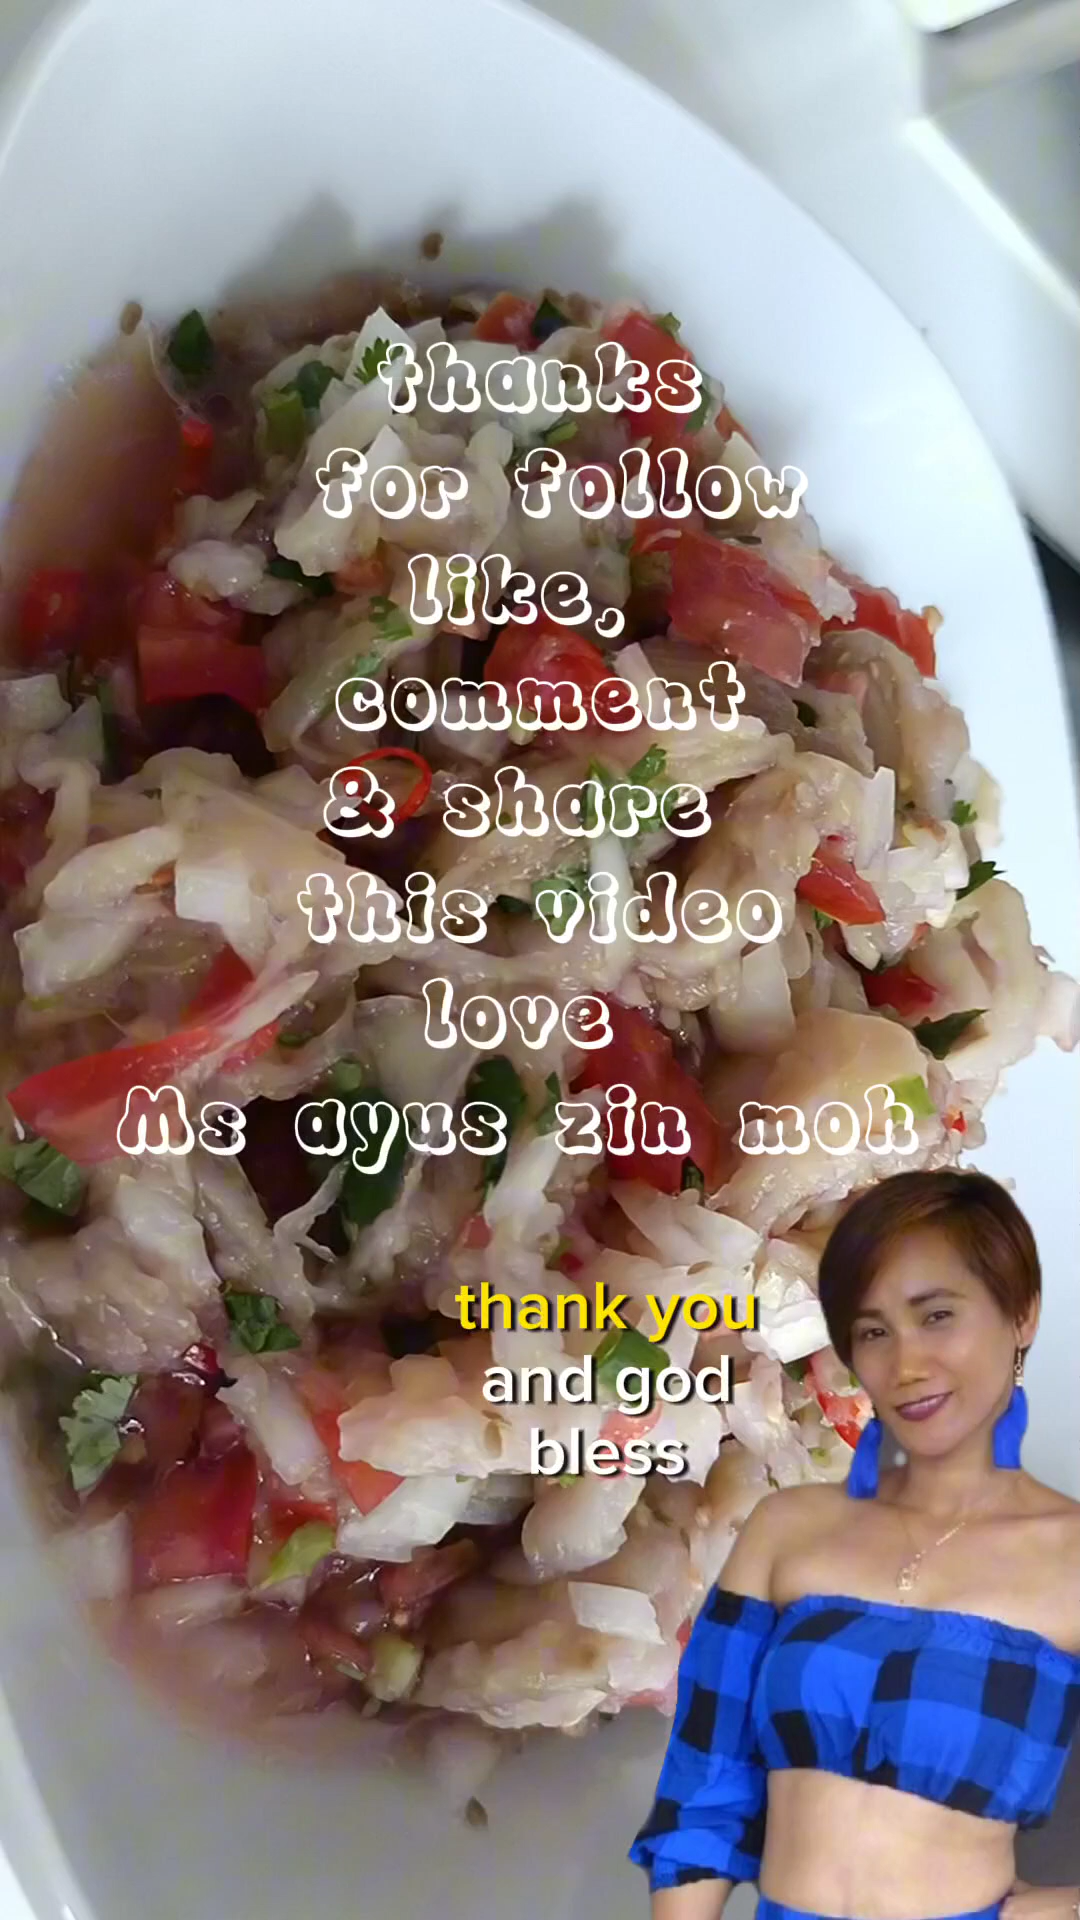 thanks
for follow
like,
comment
& share
this video
love
Ms ayus zin moh
thank you
and god
bless